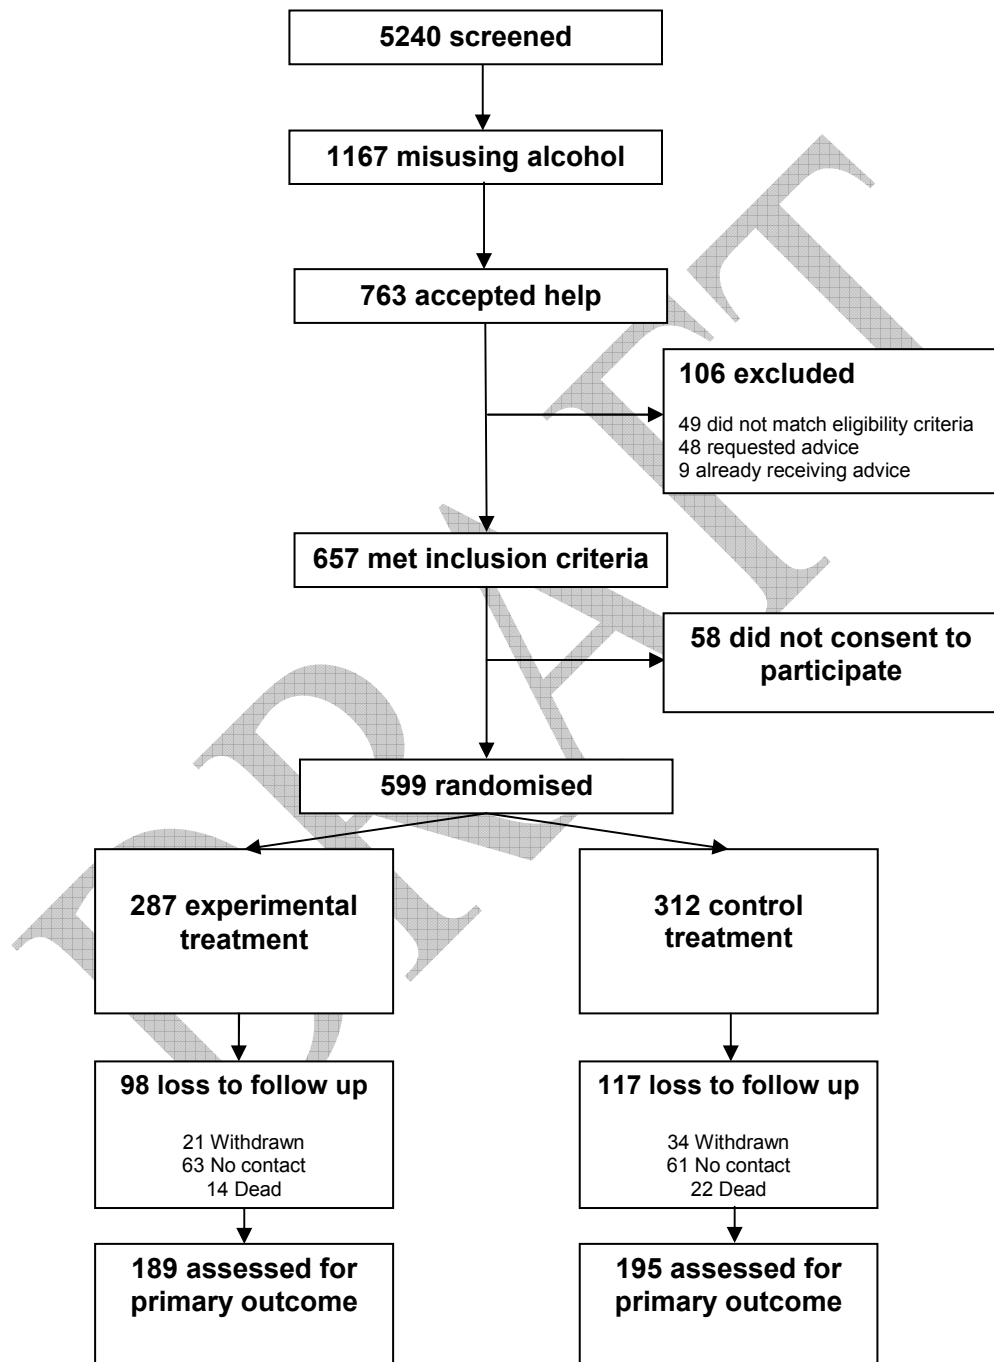 5240 screened
1167 misusing alcohol
763 accepted help
106 excluded
49 did not match eligibility criteria
48 requested advice
9 already receiving advice
657 met inclusion criteria
58 did not consent to
participate
599 randomised
287 experimental
treatment
312 control
treatment
98 loss to follow up
21 Withdrawn
63 No contact
14 Dead
117 loss to follow up
34 Withdrawn
61 No contact
22 Dead
189 assessed for
primary outcome
195 assessed for
primary outcome
DRAFT